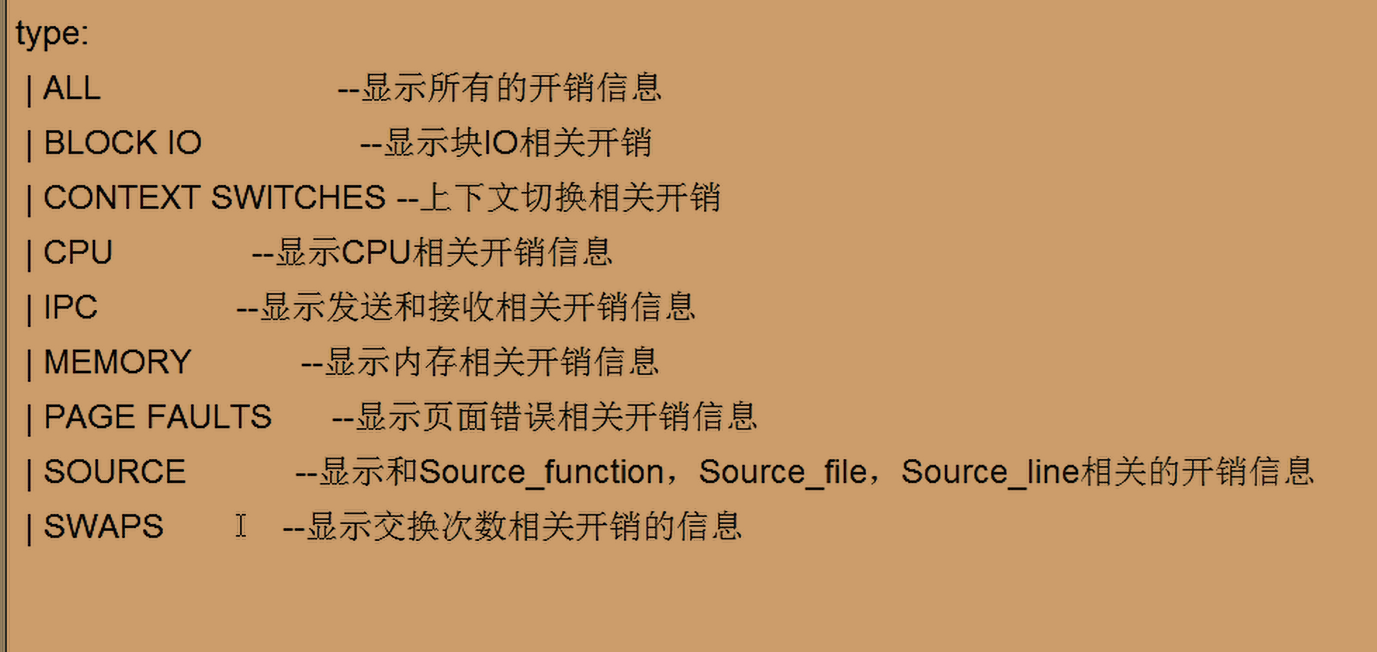 type:
| ALL --显示所有的开销信息
| BLOCK IO --显示块IO相关开销
| CONTEXT SWITCHES --上下文切换相关开销
| CPU --显示CPU相关开销信息
| IPC --显示发送和接收相关开销信息
| MEMORY --显示内存相关开销信息
| PAGE FAULTS --显示页面错误相关开销信息
| SOURCE --显示和Source_function，Source_file，Source_line相关的开销信息
| SWAPS --显示交换次数相关开销的信息